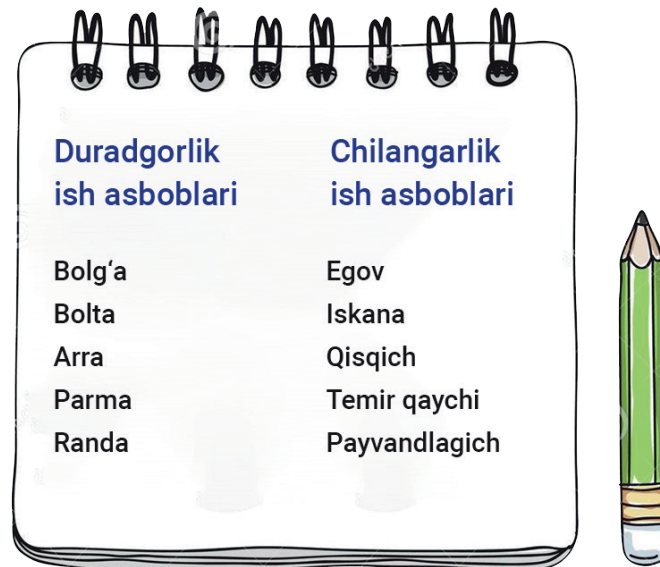 Duradgorlik
ish asboblari
Bolg‘a
Bolta
Arra
Parma
Randa
Chilangarlik
ish asboblari
Egov
Iskana
Qisqich
Temir qaychi
Payvandlagich